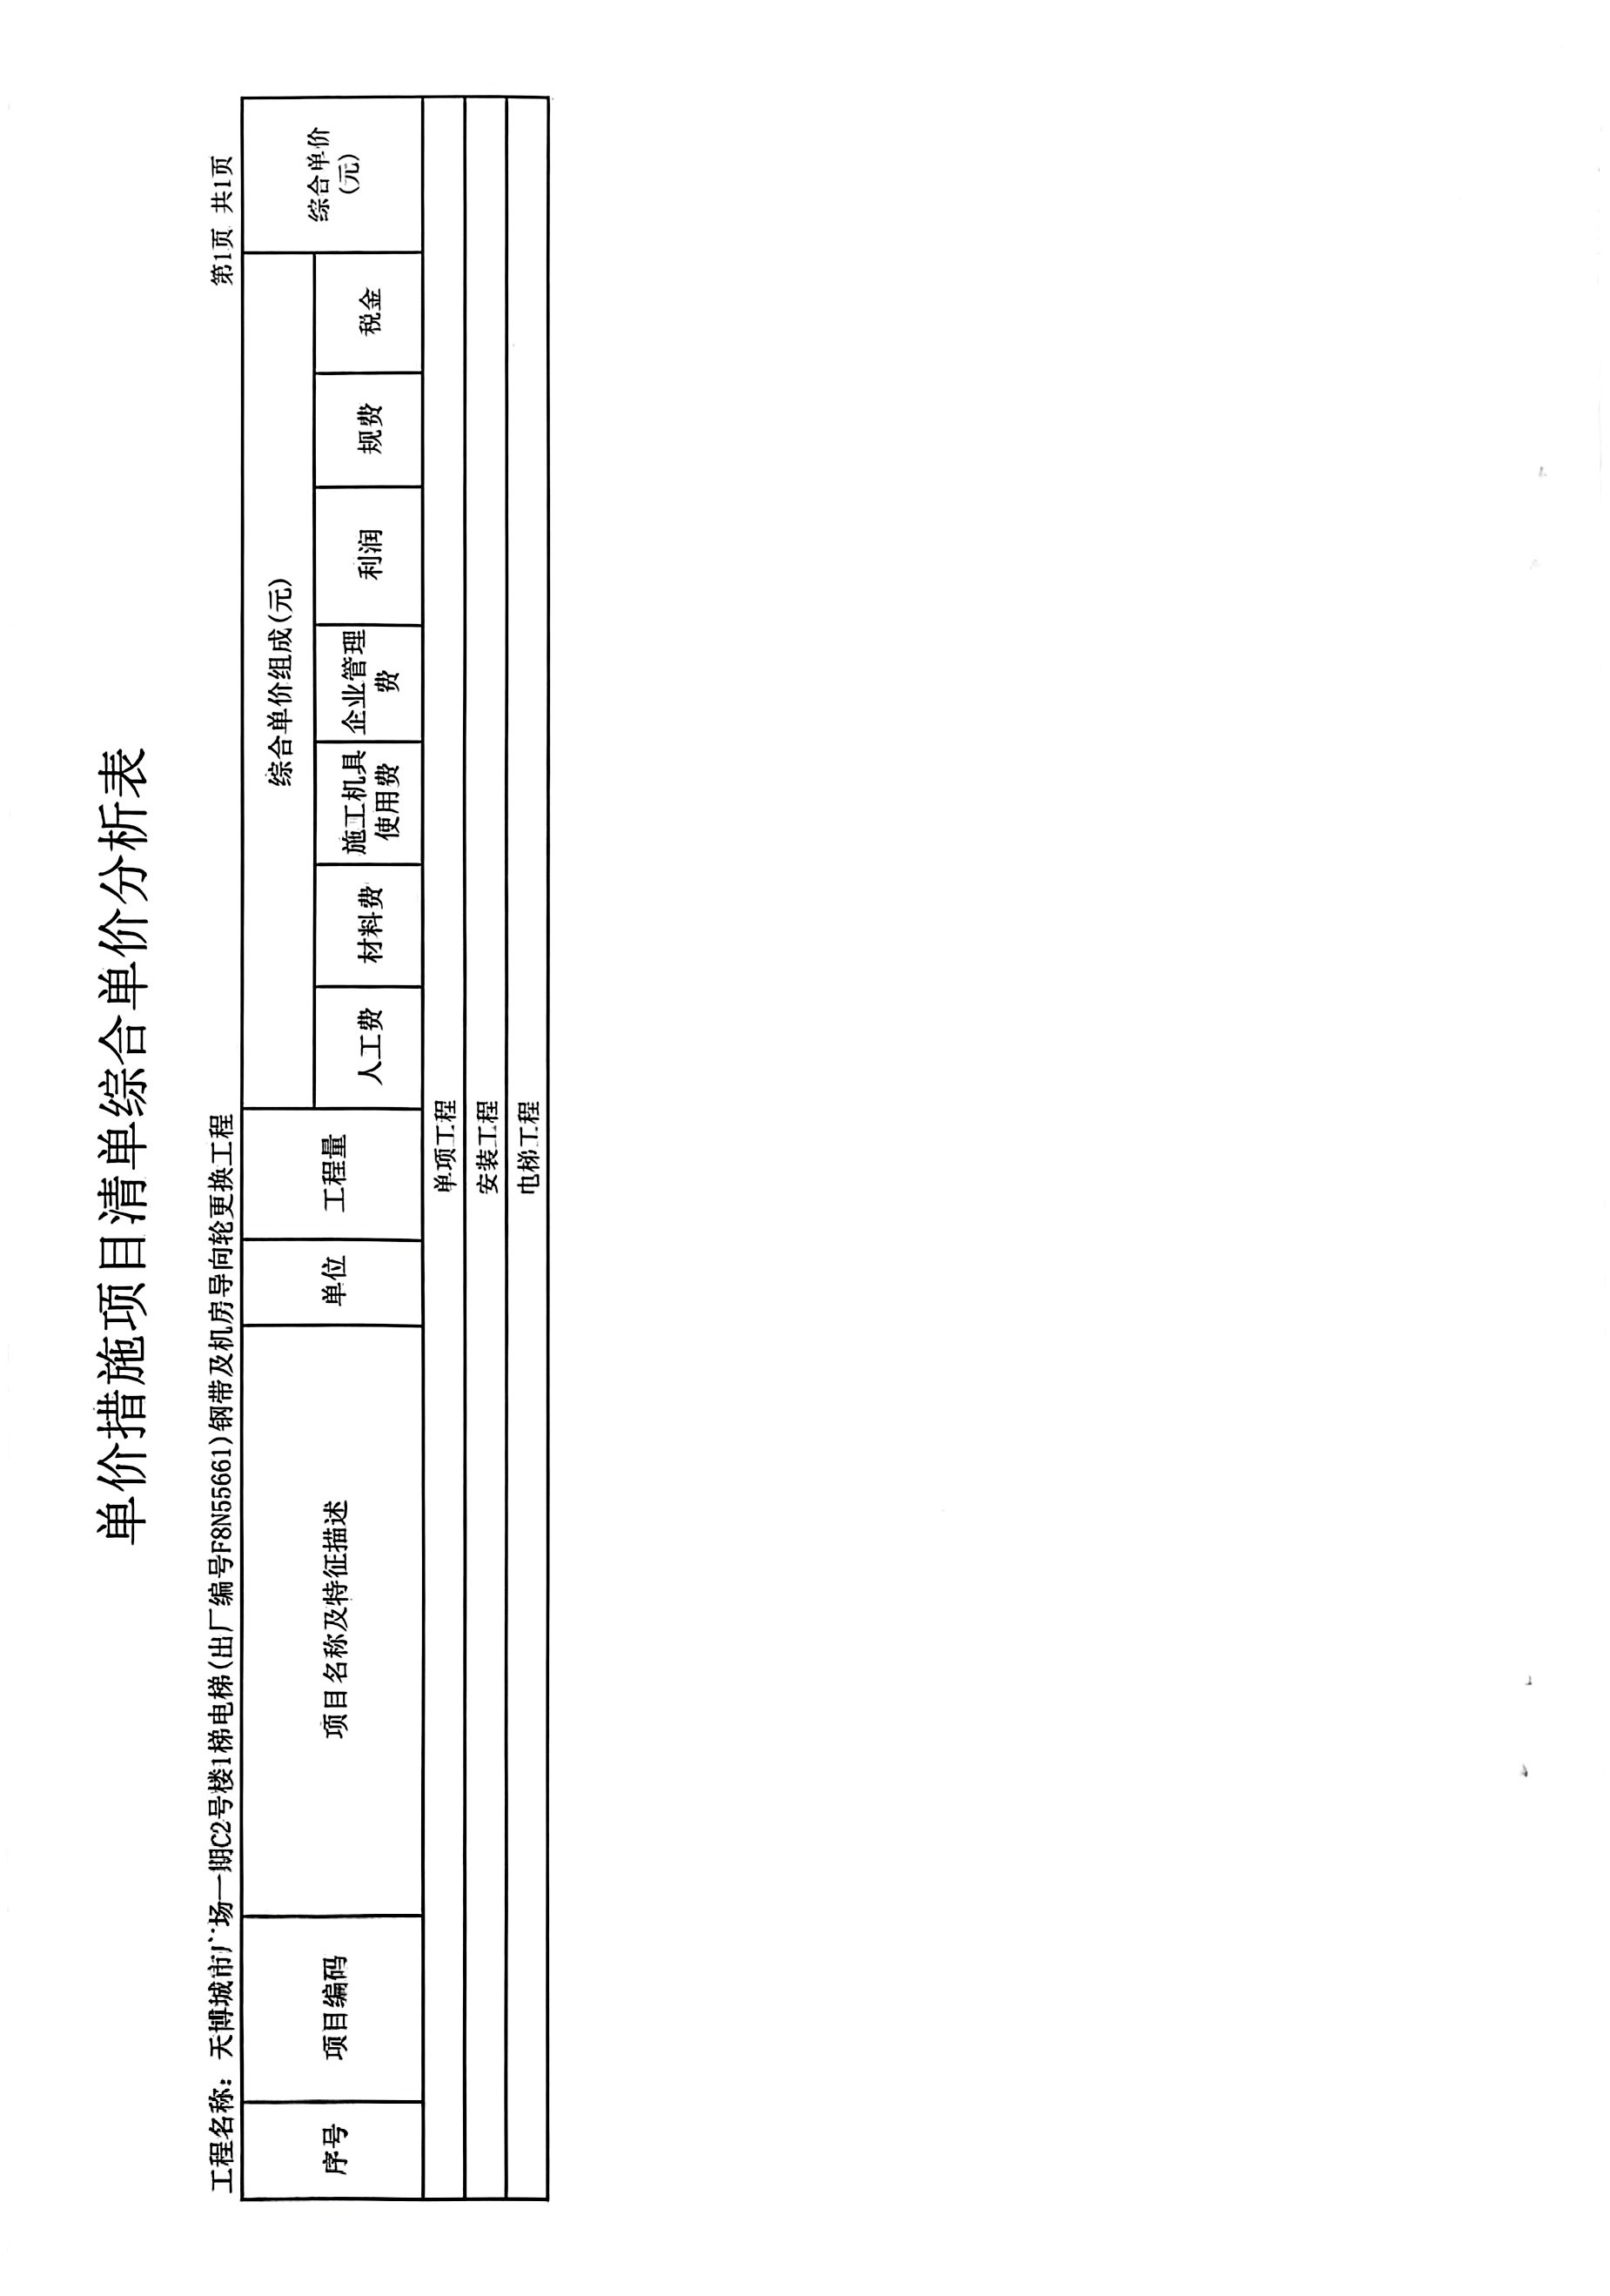 单价措施项目清单综合单价分析表
工程名称：天博城市广场一期C2号楼1梯电梯(出厂编号F8N55661)钢带及机房导向轮更换工程 第1页 共1页
序号 项目编码 项目名称及特征描述 单位 工程量 综合单价组成(元) 综合单价(元)
人工费 材料费 施工机具使用费 企业管理费 利润 规费 税金
单项工程
安装工程
电梯工程